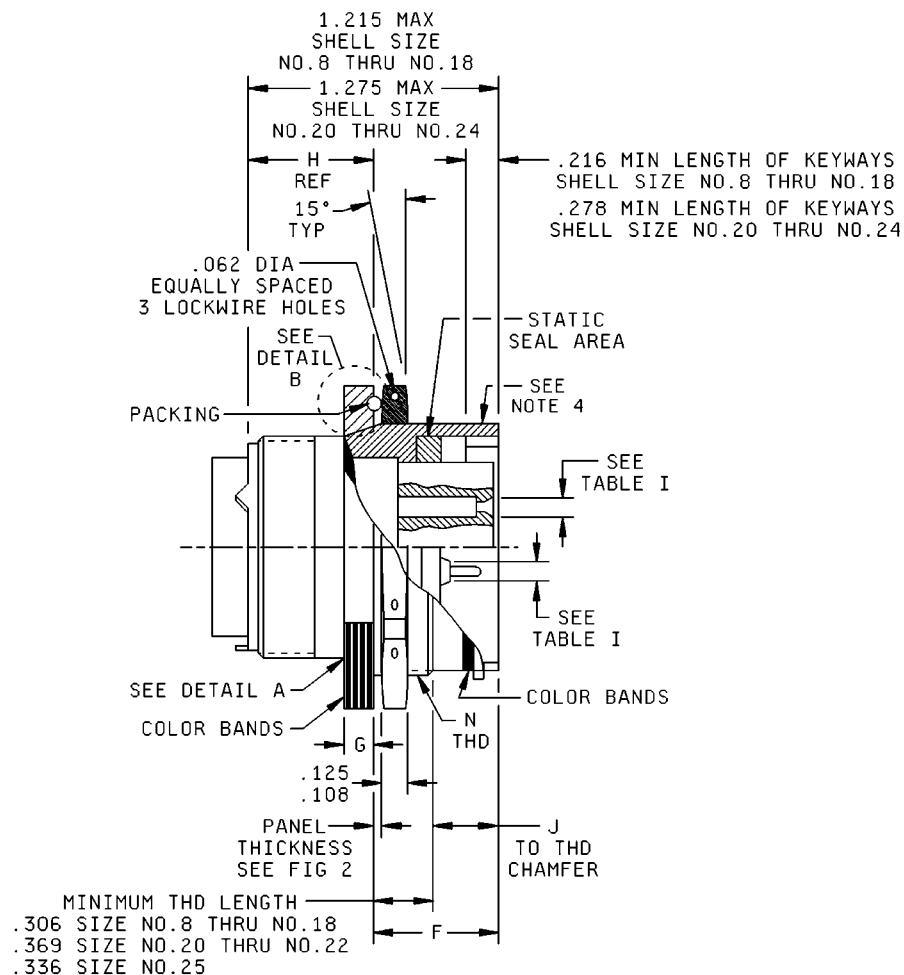 1.215 MAX
SHELL SIZE
NO.8 THRU NO.18
1.275 MAX
SHELL SIZE
NO.20 THRU NO.24
H
REF
.216 MIN LENGTH OF KEYWAYS
SHELL SIZE NO.8 THRU NO.18
.278 MIN LENGTH OF KEYWAYS
SHELL SIZE NO.20 THRU NO.24
15°
TYP
.062 DIA
EQUALLY SPACED
3 LOCKWIRE HOLES
STATIC
SEAL AREA
SEE
DETAIL
B
SEE
NOTE 4
PACKING
SEE
TABLE I
SEE
TABLE I
SEE DETAIL A
COLOR BANDS
COLOR BANDS
N
THD
G
.125
.108
PANEL
THICKNESS
SEE FIG 2
J
TO THD
CHAMFER
MINIMUM THD LENGTH
.306 SIZE NO.8 THRU NO.18
.369 SIZE NO.20 THRU NO.22
.336 SIZE NO.25
F